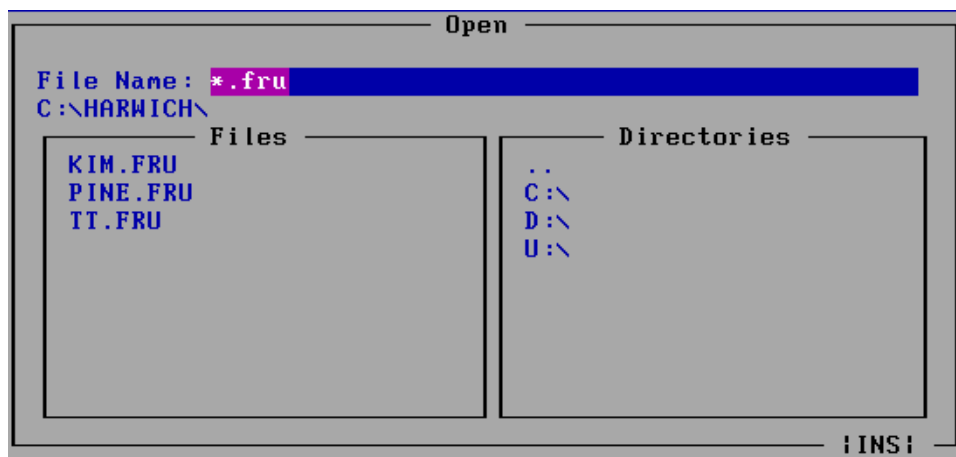 Open
File Name: *.fru
C:\HARWICH\
Files
KIM.FRU
PINE.FRU
TT.FRU
Directories
..
C:\
D:\
U:\
¦INS¦